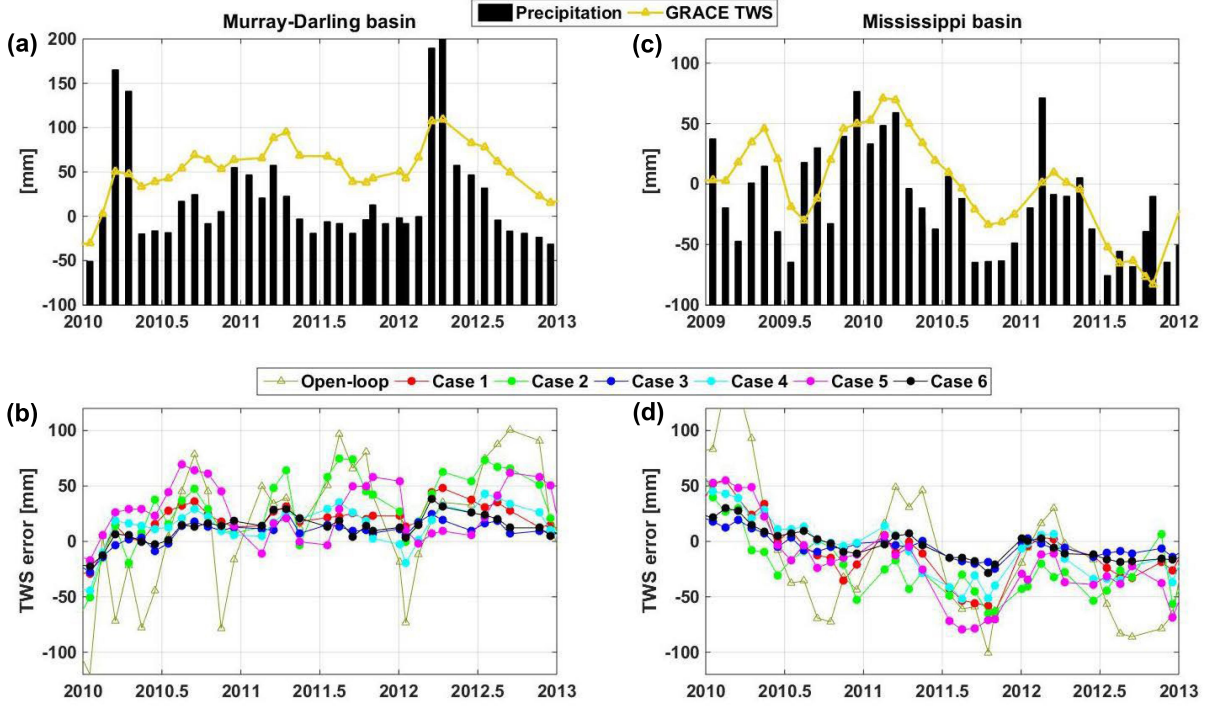 Precipitation GRACE TWS
Murray-Darling basin
Mississippi basin
(a)
200
150
100
50
0
-50
-100
[mm]
2010 2010.5 2011 2011.5 2012 2012.5 2013
(c)
100
50
0
-50
-100
[mm]
2009 2009.5 2010 2010.5 2011 2011.5 2012
Open-loop Case 1 Case 2 Case 3 Case 4 Case 5 Case 6
(b)
100
50
0
-50
-100
TWS error [mm]
2010 2010.5 2011 2011.5 2012 2012.5 2013
(d)
100
50
0
-50
-100
TWS error [mm]
2010 2010.5 2011 2011.5 2012 2012.5 2013